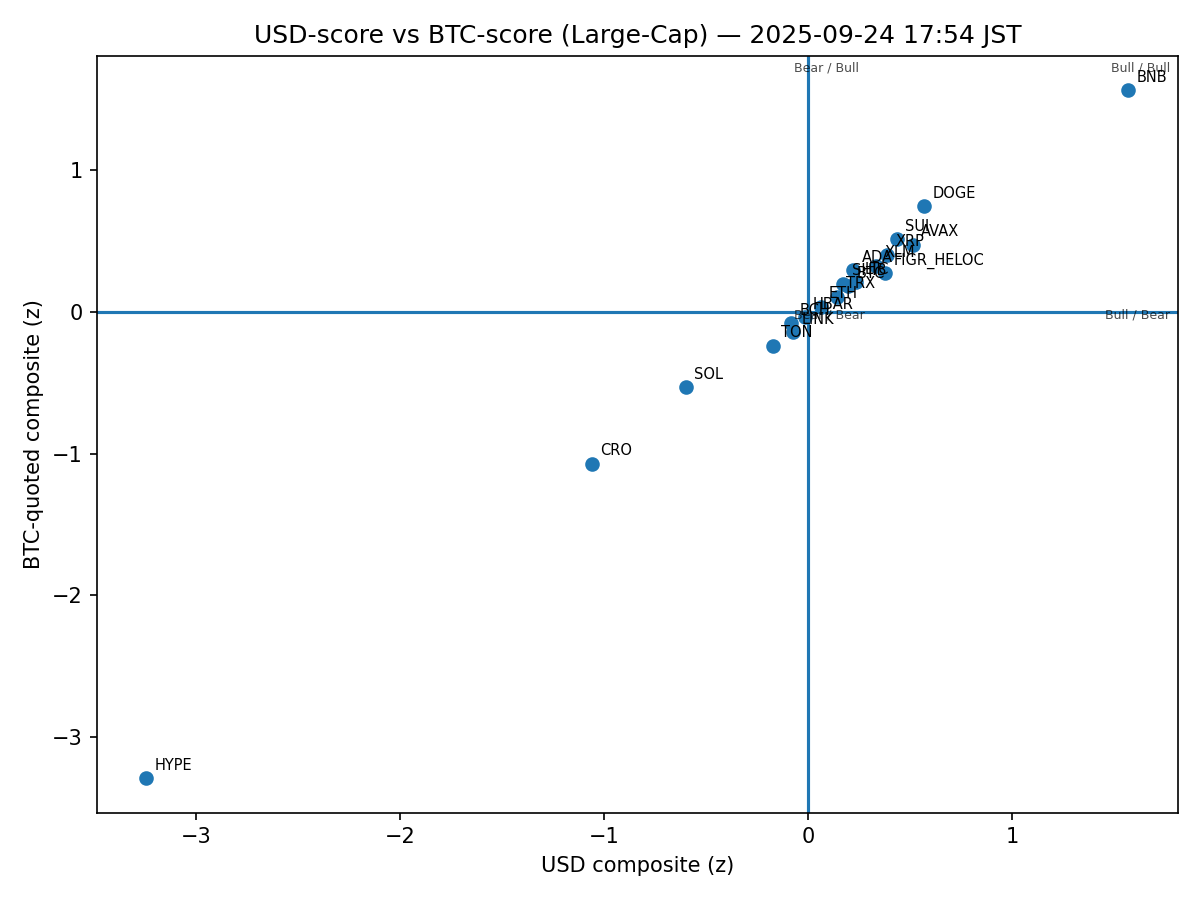 USD-score vs BTC-score (Large-Cap) — 2025-09-24 17:54 JST
Bear / Bull
Bull / Bull
BNB
DOGE
SUI
AVAX
XRP
XLM
ADA
FIGR_HELOC
TRX
ETH
HBAR
LINK
Bull / Bear
TON
SOL
CRO
HYPE
1
0
−1
−2
−3
−3
−2
−1
0
1
BTC-quoted composite (z)
USD composite (z)